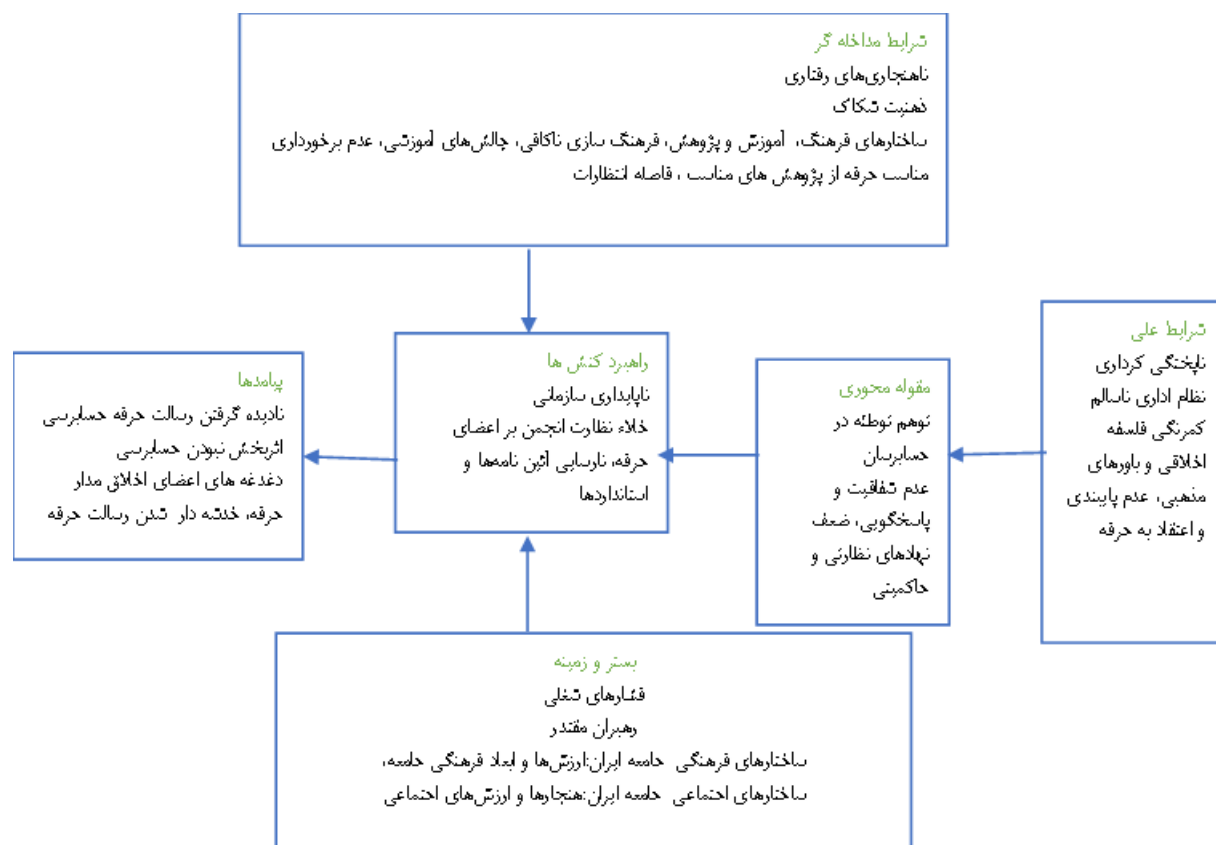 شرایط مداخله گر
ناهنجاری‌های رفتاری
ذهنیت شکاک
ساختارهای فرهنگ، آموزش و پژوهش، فرهنگ سازی ناکافی، چالش‌های آموزشی، عدم برخورداری
مناسب حرفه از پژوهش های مناسب ، فاصله انتظارات
شرایط علی
ناپختگی کرداری
نظام اداری ناسالم
کمرنگی فلسفه
اخلاقی و باورهای
مذهبی، عدم پایبندی
و اعتقاد به حرفه
مقوله محوری
توهم توطئه در
حسابرسان
عدم شفافیت و
پاسخگویی، ضعف
نهادهای نظارتی و
حاکمیتی
راهبرد کنش ها
ناپایداری سازمانی
خلاء نظارت انجمن بر اعضای
حرفه، نارسایی آئین نامه‌ها و
استانداردها
پیامدها
نادیده گرفتن رسالت حرفه حسابرسی
اثربخش نبودن حسابرسی
دغدغه های اعضای اخلاق مدار
حرفه، خدشه دار شدن رسالت حرفه
بستر و زمینه
فشارهای شغلی
رهبران مقتدر
ساختارهای فرهنگی جامعه ایران:ارزش‌ها و ابعاد فرهنگی جامعه،
ساختارهای اجتماعی جامعه ایران:هنجارها و ارزش‌های اجتماعی